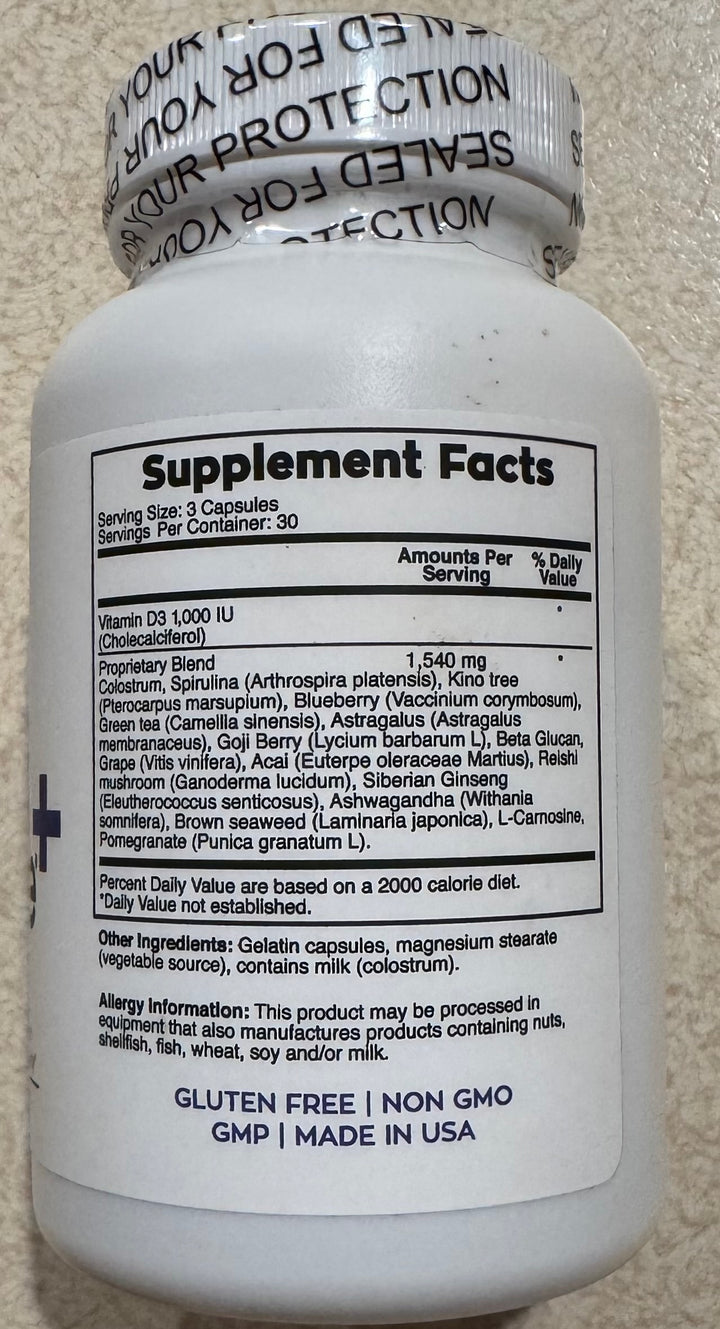 YOUR
SEALED FOR YOUR
YOUR PROTECTION
SEALED FOR YOUR
PROTECTION
Supplement Facts
Serving Size: 3 Capsules
Servings Per Container: 30
Amounts Per Serving
% Daily Value
Vitamin D3 1,000 IU
(Cholecalciferol)
*
Proprietary Blend 1,540 mg *
Colostrum, Spirulina (Arthrospira platensis), Kino tree
(Pterocarpus marsupium), Blueberry (Vaccinium corymbosum),
Green tea (Camellia sinensis), Astragalus (Astragalus
membranaceus), Goji Berry (Lycium barbarum L), Beta Glucan,
Grape (Vitis vinifera), Acai (Euterpe oleraceae Martius), Reishi
mushroom (Ganoderma lucidum), Siberian Ginseng
(Eleutherococcus senticosus), Ashwagandha (Withania
somnifera), Brown seaweed (Laminaria japonica), L-Carnosine,
Pomegranate (Punica granatum L).
Percent Daily Value are based on a 2000 calorie diet.
*Daily Value not established.
Other Ingredients: Gelatin capsules, magnesium stearate
(vegetable source), contains milk (colostrum).
Allergy Information: This product may be processed in
equipment that also manufactures products containing nuts,
shellfish, fish, wheat, soy and/or milk.
GLUTEN FREE | NON GMO
GMP | MADE IN USA